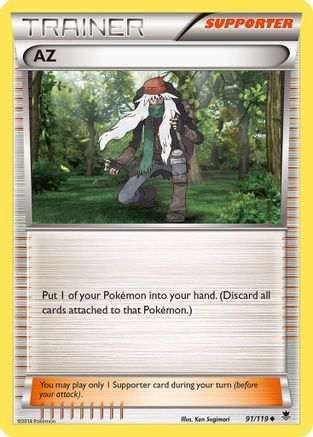 TRAINER
SUPPORTER
AZ
Put 1 of your Pokémon into your hand. (Discard all
cards attached to that Pokémon.)
You may play only 1 Supporter card during your turn (before
your attack).
©2014 Pokémon
Illus. Ken Sugimori
91/119